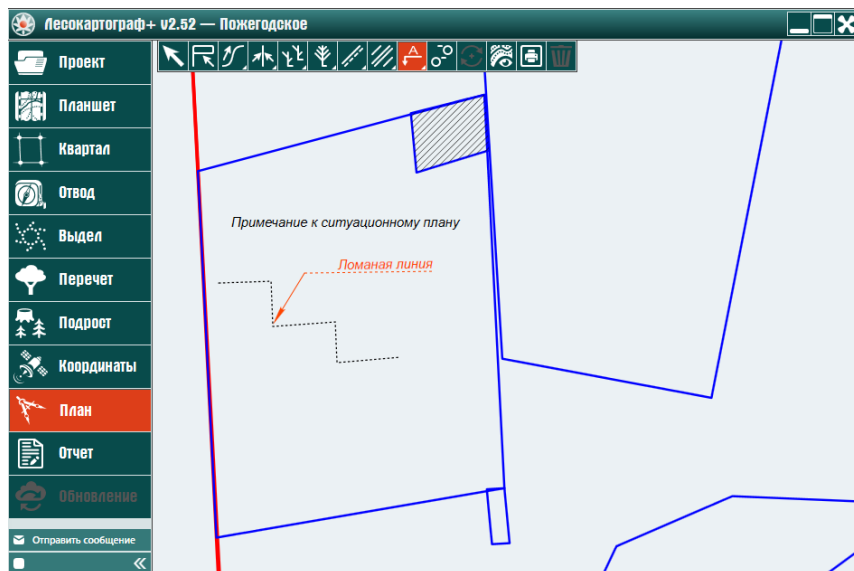 Лесокартограф+ v2.52 — Пожегодское
Проект
Планшет
Квартал
Отвод
Выдел
Перечет
Подрост
Координаты
План
Отчет
Обновление
Отправить сообщение
A
Примечание к ситуационному плану
Ломаная линия